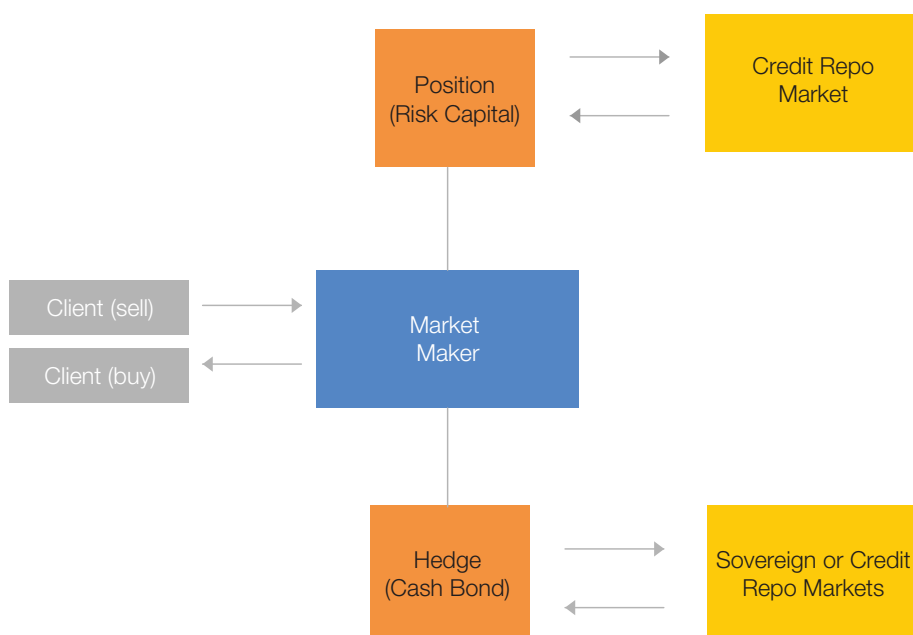 Position
(Risk Capital)
Credit Repo
Market
Client (sell)
Client (buy)
Market
Maker
Hedge
(Cash Bond)
Sovereign or Credit
Repo Markets